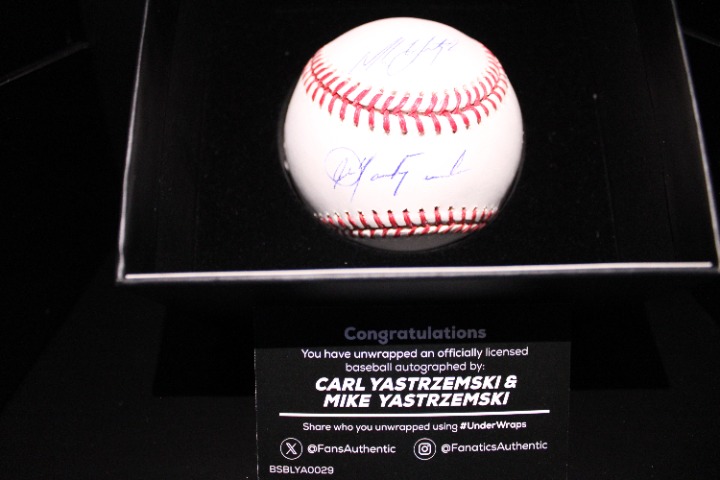 Congratulations
You have unwrapped an officially licensed
baseball autographed by:
CARL YASTRZEMSKI &
MIKE YASTRZEMSKI
Share who you unwrapped using #UnderWraps
@FansAuthentic @FanaticsAuthentic
BSBLYA0029